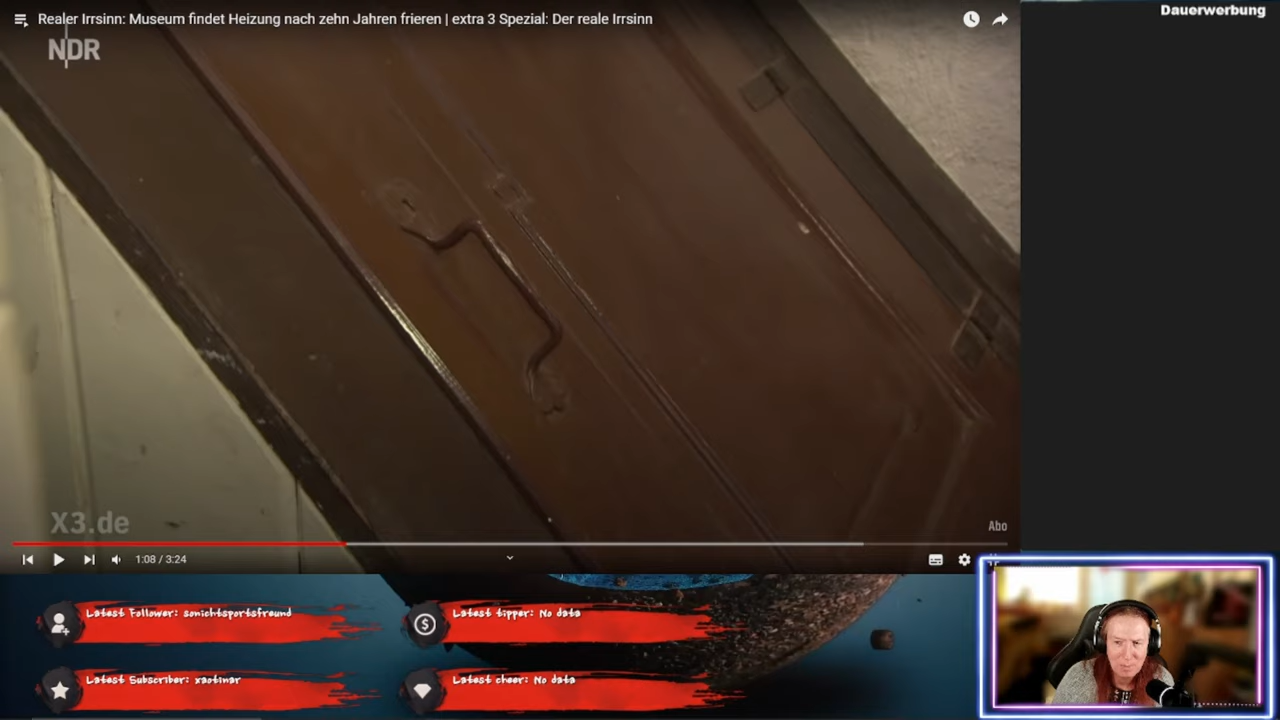 Realer Irrsinn: Museum findet Heizung nach zehn Jahren frieren | extra 3 Spezial: Der reale Irrsinn
Dauerwerbung
NDR
X3.de
Abo
1:08 / 3:24
Latest Follower: sonichtsportsfreund
Latest tipper: No data
Latest Subscriber: xaotinar
Latest cheer: No data